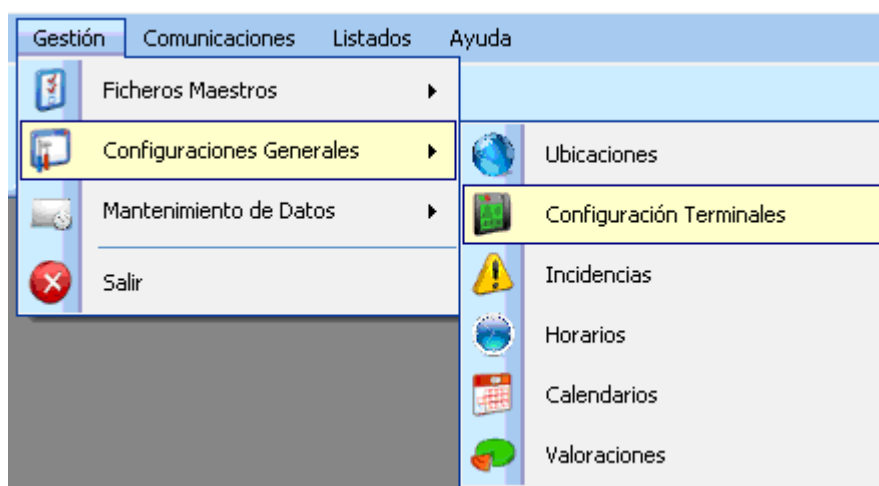 Gestión Comunicaciones Listados Ayuda
Ficheros Maestros
Configuraciones Generales
Mantenimiento de Datos
Salir
Ubicaciones
Configuración Terminales
Incidencias
Horarios
Calendarios
Valoraciones